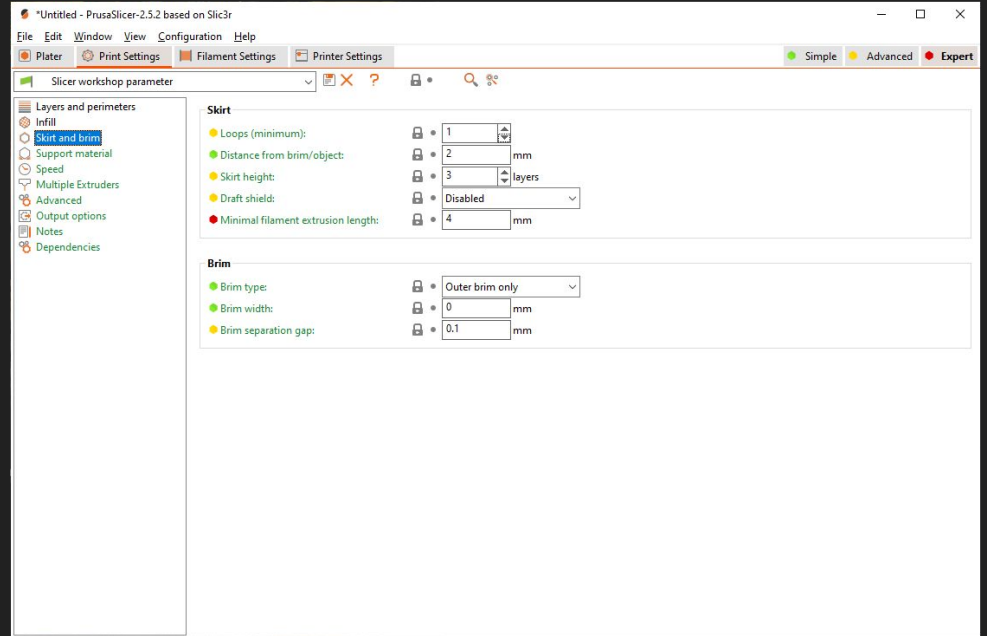 *Untitled - PrusaSlicer-2.5.2 based on Slic3r
File Edit Window View Configuration Help
Plater Print Settings Filament Settings Printer Settings Simple Advanced Expert
Slicer workshop parameter
Layers and perimeters
Infill
Skirt and brim
Support material
Speed
Multiple Extruders
Advanced
Output options
Notes
Dependencies
Skirt
Loops (minimum): 1
Distance from brim/object: 2 mm
Skirt height: 3 layers
Draft shield: Disabled
Minimal filament extrusion length: 4 mm
Brim
Brim type: Outer brim only
Brim width: 0 mm
Brim separation gap: 0.1 mm